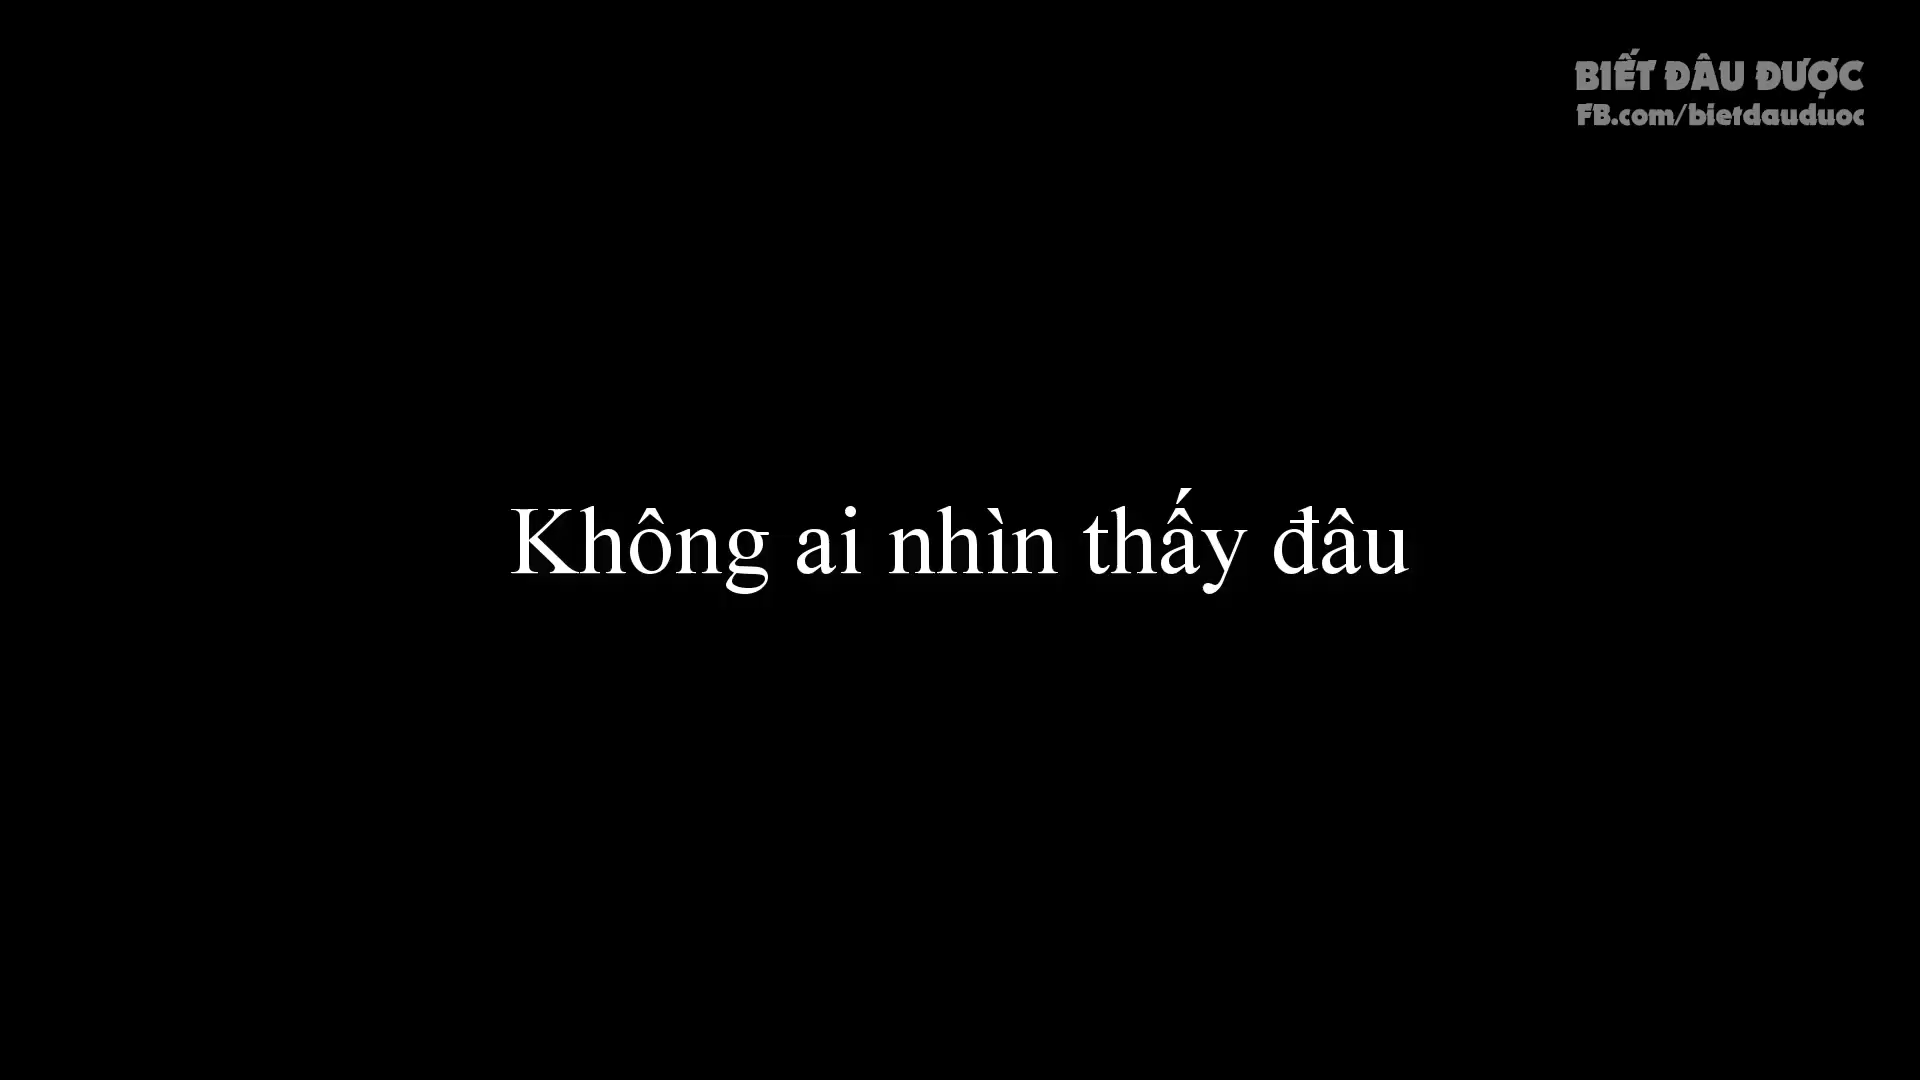 BIẾT ĐÂU ĐƯỢC
FB.com/bietdauduoc
Không ai nhìn thấy đâu